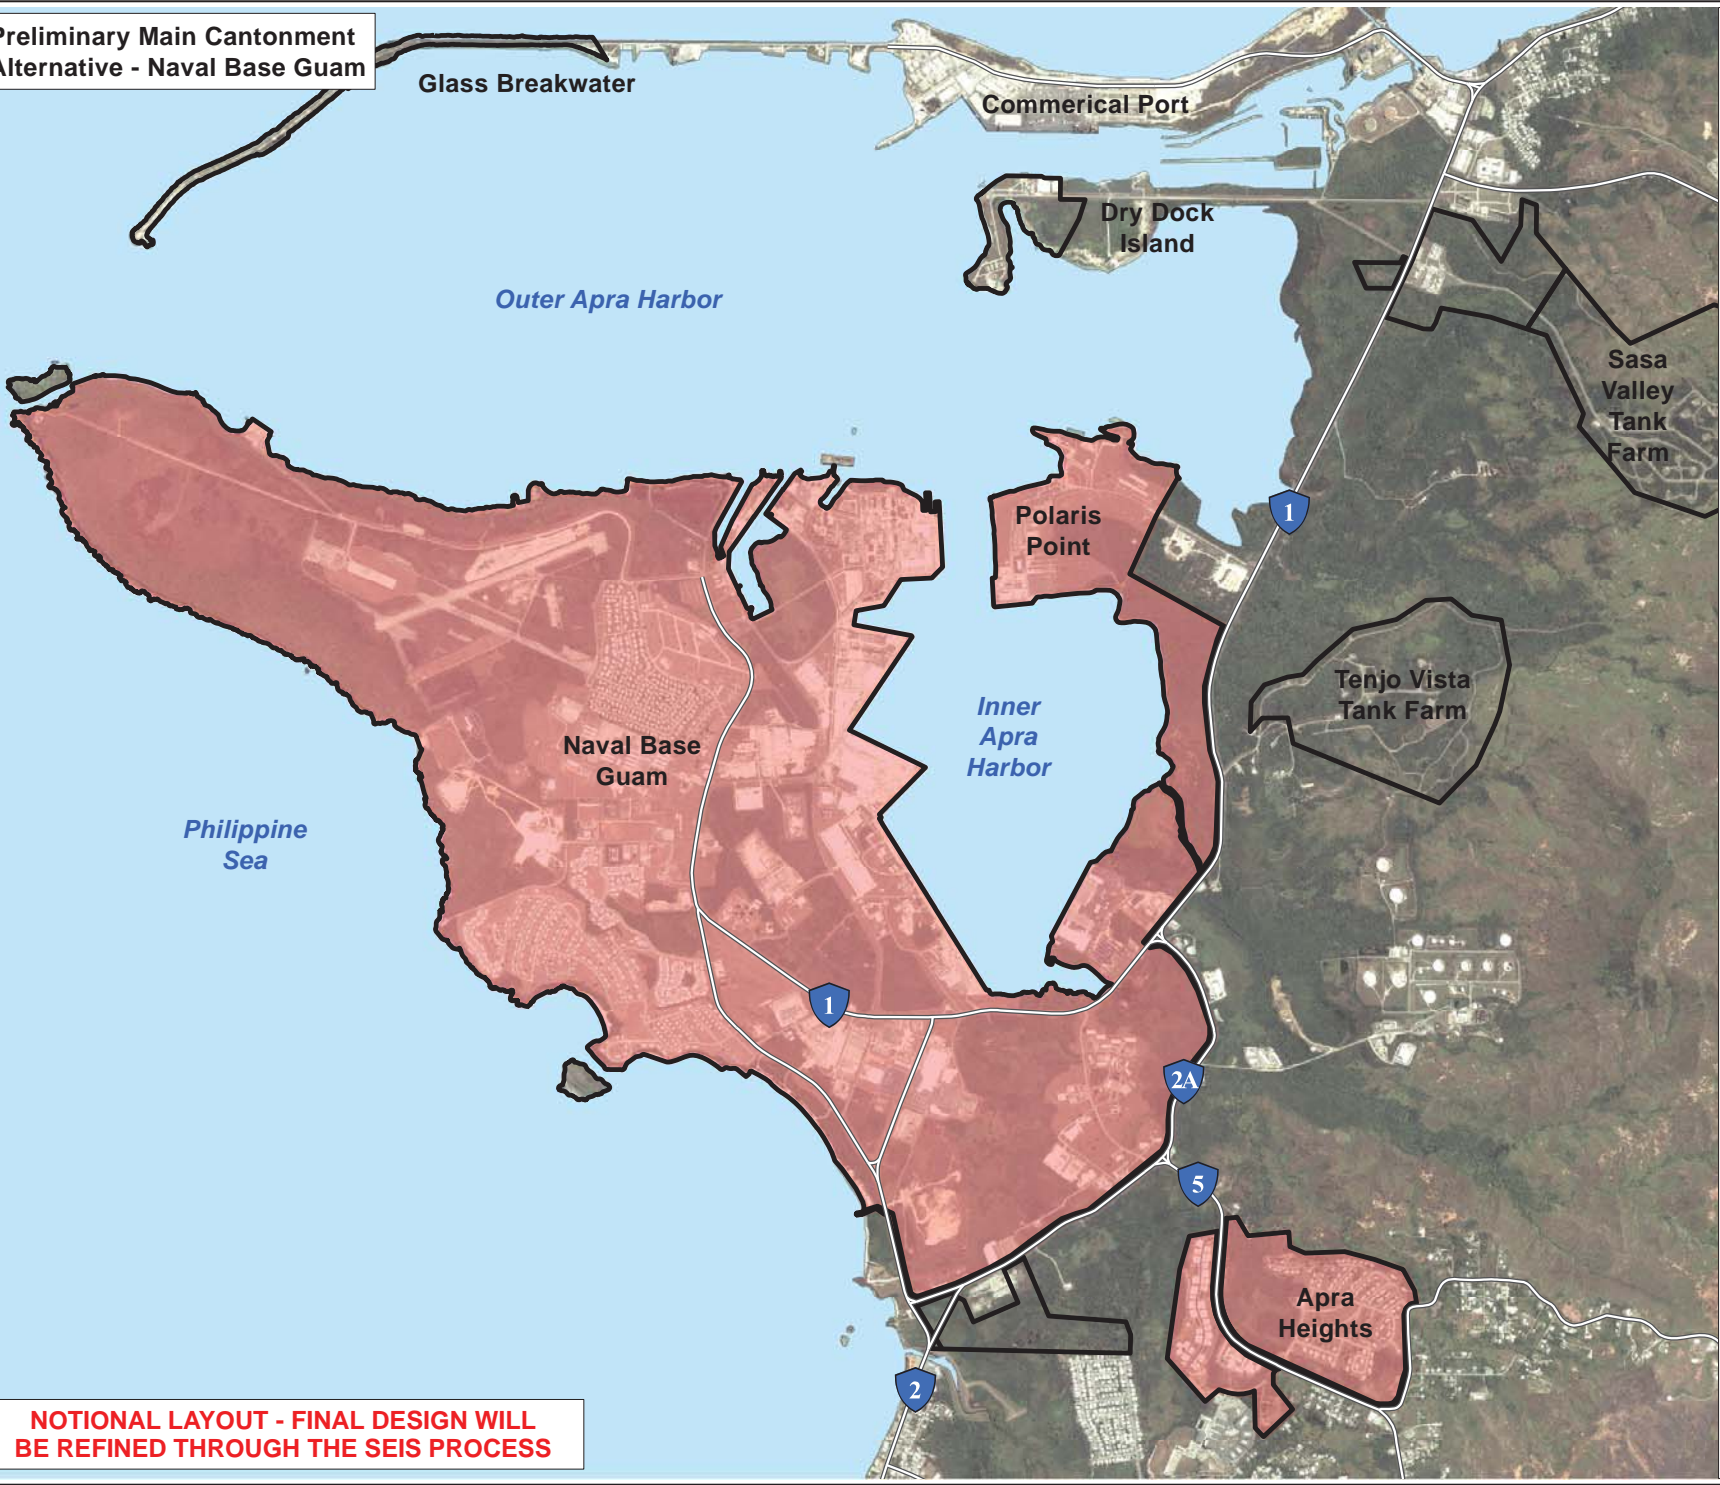 Preliminary Main Cantonment
Alternative - Naval Base Guam
Glass Breakwater
Commerical Port
Dry Dock
Island
Outer Apra Harbor
Sasa
Valley
Tank
Farm
Polaris
Point
1
Tenjo Vista
Tank Farm
Inner
Apra
Harbor
Naval Base
Guam
Philippine
Sea
1
2A
5
Apra
Heights
2
NOTIONAL LAYOUT - FINAL DESIGN WILL
BE REFINED THROUGH THE SEIS PROCESS